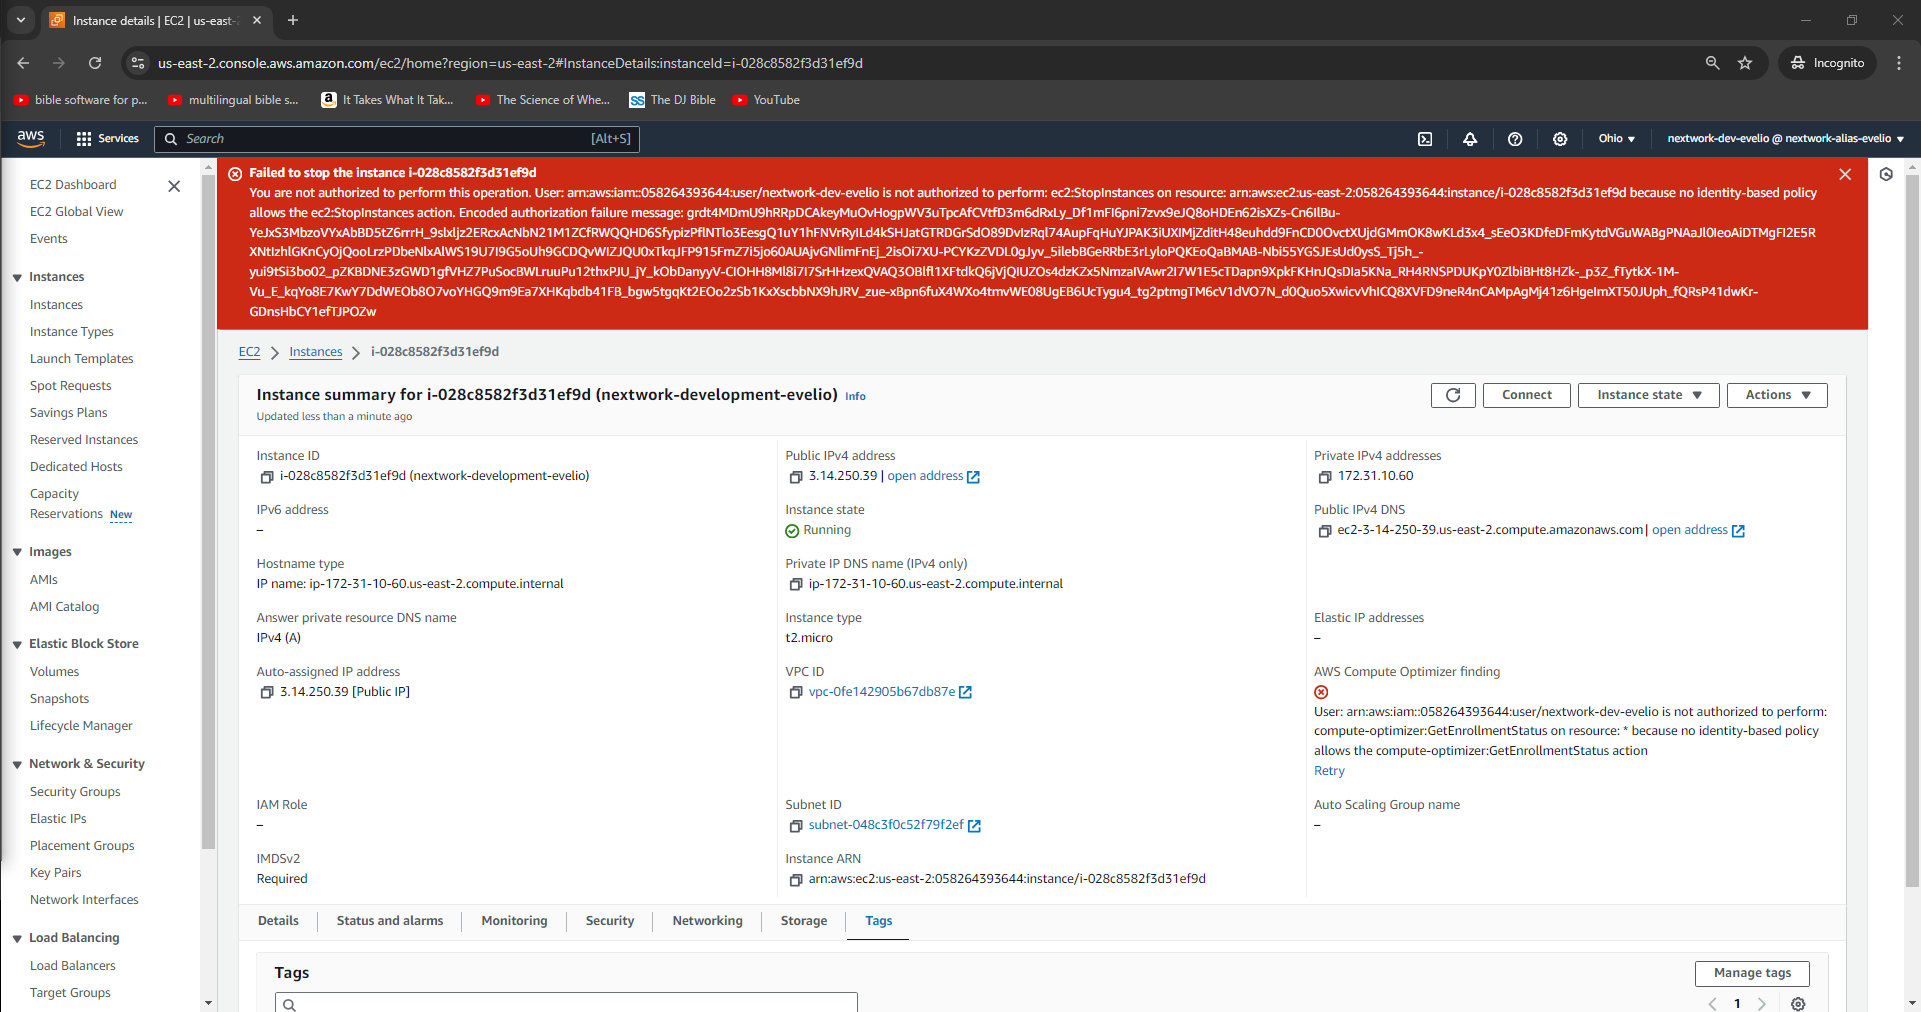 Instance details | EC2 | us-east-2
us-east-2.console.aws.amazon.com/ec2/home?region=us-east-2#InstanceDetails:instanceId=i-028c8582f3d31ef9d
Incognito
bible software for p...
multilingual bible s...
It Takes What It Tak...
The Science of Whe...
The DJ Bible
YouTube
aws
Services
Search
[Alt+S]
Ohio
nextwork-dev-evelio @ nextwork-alias-evelio
EC2 Dashboard
EC2 Global View
Events
Instances
Instances
Instance Types
Launch Templates
Spot Requests
Savings Plans
Reserved Instances
Dedicated Hosts
Capacity
Reservations New
Images
AMIs
AMI Catalog
Elastic Block Store
Volumes
Snapshots
Lifecycle Manager
Network & Security
Security Groups
Elastic IPs
Placement Groups
Key Pairs
Network Interfaces
Load Balancing
Load Balancers
Target Groups
Failed to stop the instance i-028c8582f3d31ef9d
You are not authorized to perform this operation. User: arn:aws:iam::058264393644:user/nextwork-dev-evelio is not authorized to perform: ec2:StopInstances on resource: arn:aws:ec2:us-east-2:058264393644:instance/i-028c8582f3d31ef9d because no identity-based policy
allows the ec2:StopInstances action. Encoded authorization failure message:
EC2
Instances
i-028c8582f3d31ef9d
Instance summary for i-028c8582f3d31ef9d (nextwork-development-evelio) Info
Updated less than a minute ago
Connect
Instance state
Actions
Instance ID
i-028c8582f3d31ef9d (nextwork-development-evelio)
Public IPv4 address
3.14.250.39 | open address
Private IPv4 addresses
172.31.10.60
IPv6 address
–
Instance state
Running
Public IPv4 DNS
ec2-3-14-250-39.us-east-2.compute.amazonaws.com | open address
Hostname type
IP name: ip-172-31-10-60.us-east-2.compute.internal
Private IP DNS name (IPv4 only)
ip-172-31-10-60.us-east-2.compute.internal
Answer private resource DNS name
IPv4 (A)
Instance type
t2.micro
Elastic IP addresses
–
Auto-assigned IP address
3.14.250.39 [Public IP]
VPC ID
vpc-0fe142905b67db87e
AWS Compute Optimizer finding
User: arn:aws:iam::058264393644:user/nextwork-dev-evelio is not authorized to perform:
compute-optimizer:GetEnrollmentStatus on resource: * because no identity-based policy
allows the compute-optimizer:GetEnrollmentStatus action
Retry
IAM Role
–
Subnet ID
subnet-048c3f0c52f79f2ef
Auto Scaling Group name
–
IMDSv2
Required
Instance ARN
arn:aws:ec2:us-east-2:058264393644:instance/i-028c8582f3d31ef9d
Details
Status and alarms
Monitoring
Security
Networking
Storage
Tags
Tags
Manage tags
1